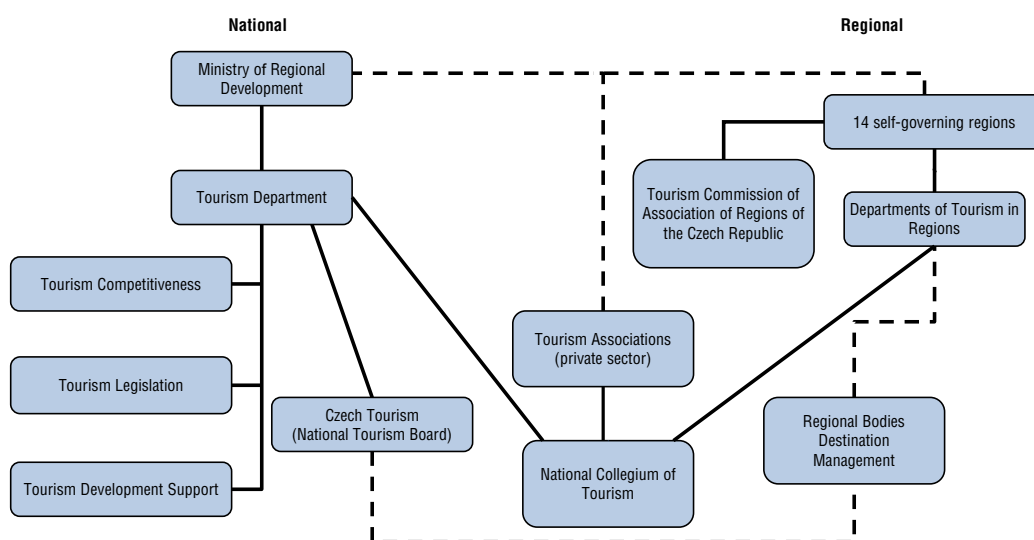 National
Regional
Ministry of Regional
Development
14 self-governing regions
Tourism Department
Tourism Commission of
Association of Regions of
the Czech Republic
Departments of Tourism in
Regions
Tourism Competitiveness
Tourism Associations
(private sector)
Tourism Legislation
Czech Tourism
(National Tourism Board)
Regional Bodies
Destination
Management
National Collegium of
Tourism
Tourism Development Support